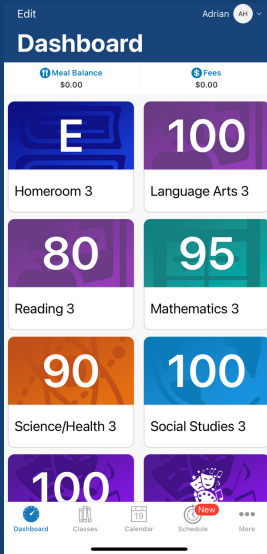 Edit
Adrian AH
Dashboard
Meal Balance
$0.00
Fees
$0.00
E
Homeroom 3
100
Language Arts 3
80
Reading 3
95
Mathematics 3
90
Science/Health 3
100
Social Studies 3
100
New
19
Dashboard
Classes
Calendar
Schedule
More